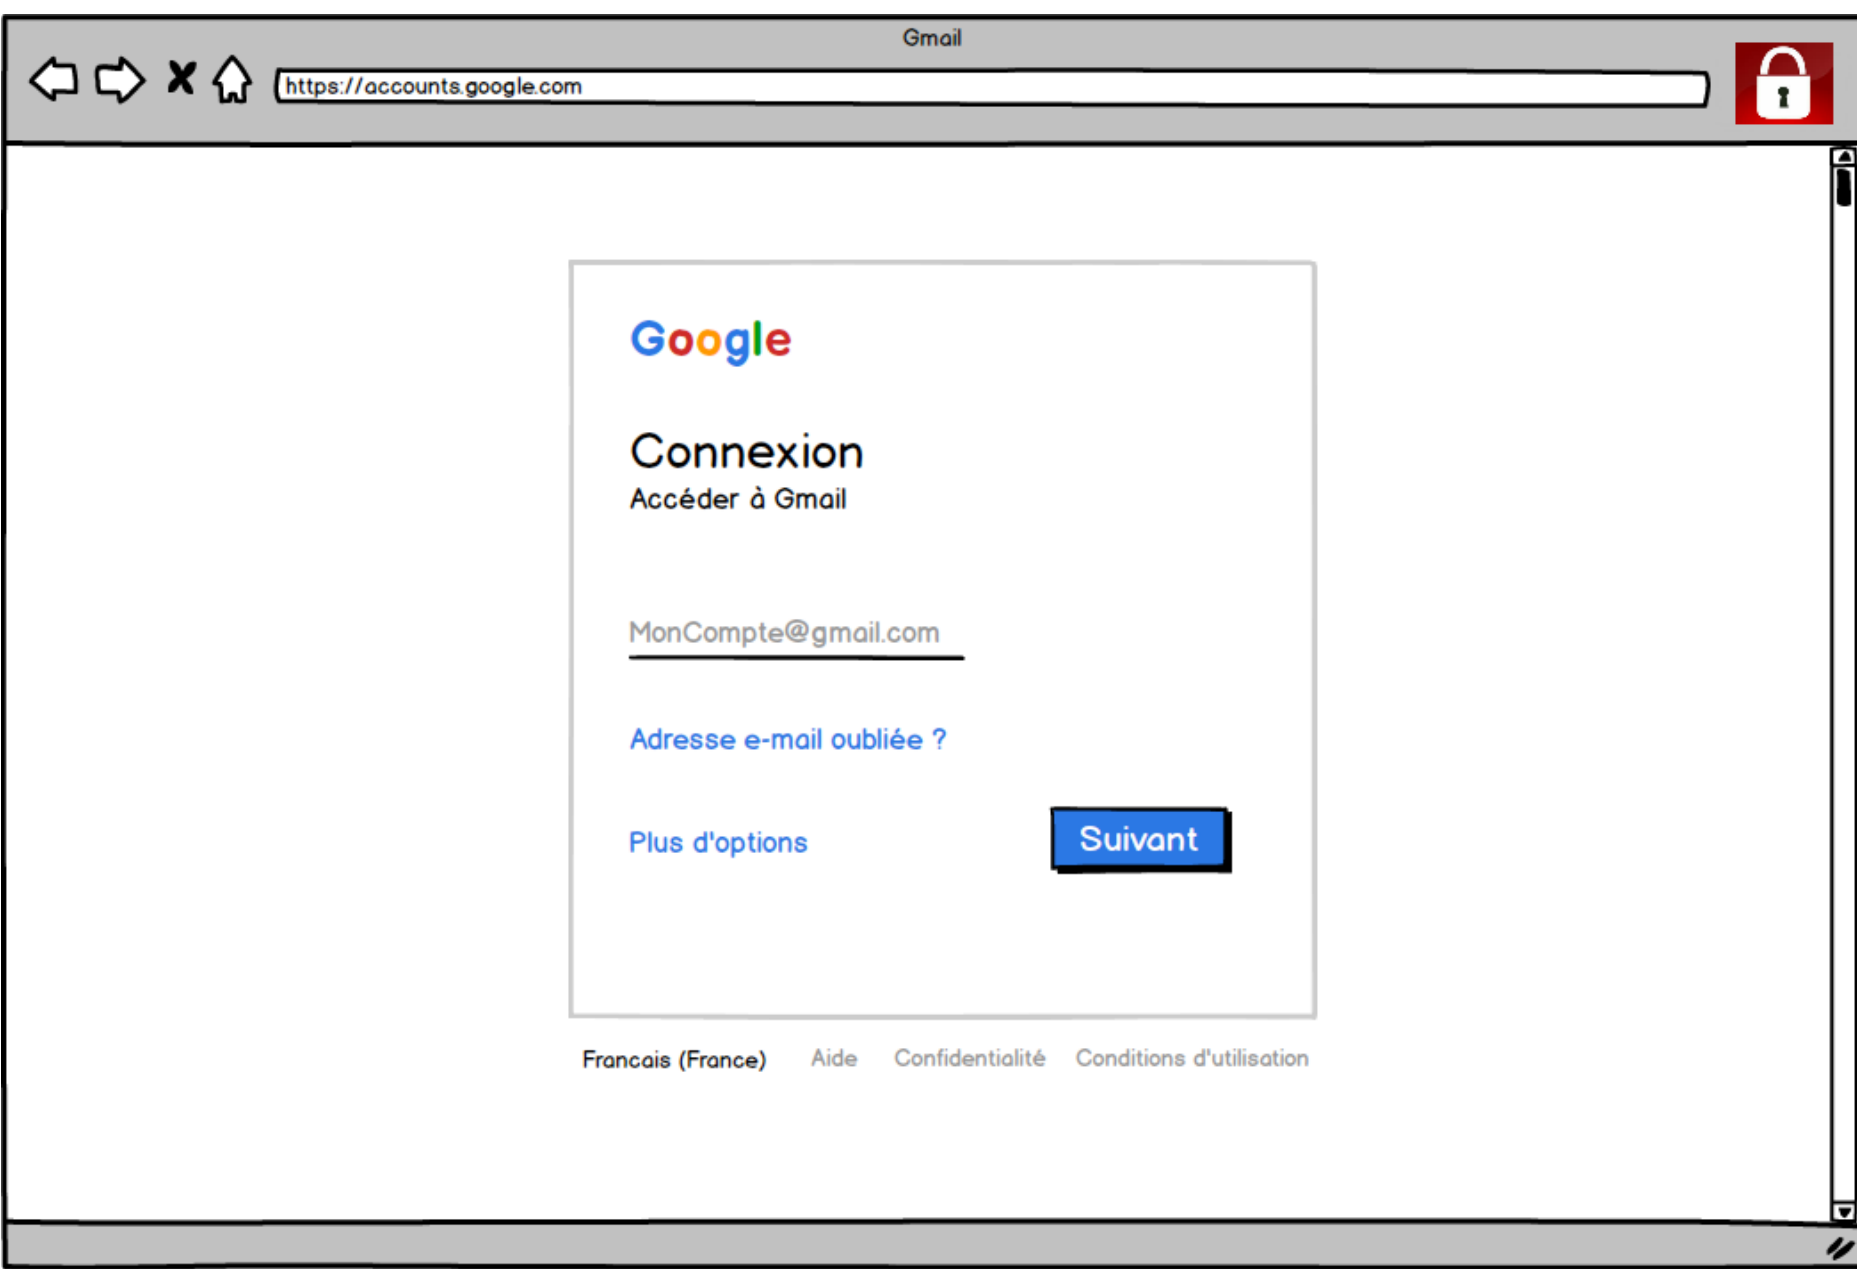 Gmail
https://accounts.google.com
Google
Connexion
Accéder à Gmail
MonCompte@gmail.com
Adresse e-mail oubliée ?
Plus d'options
Suivant
Francais (France) Aide Confidentialité Conditions d'utilisation